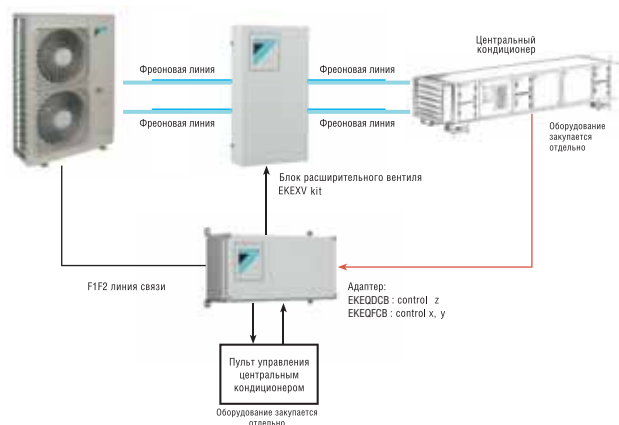 Центральный
кондиционер
Фреоновая линия
Фреоновая линия
Фреоновая линия
Фреоновая линия
Оборудование
закупается
отдельно
Блок расширительного вентиля
EKEXV kit
F1F2 линия связи
Адаптер:
EKEQDCB : control z
EKEQFCB : control x, y
Пульт управления
центральным
кондиционером
Оборудование закупается
отдельно